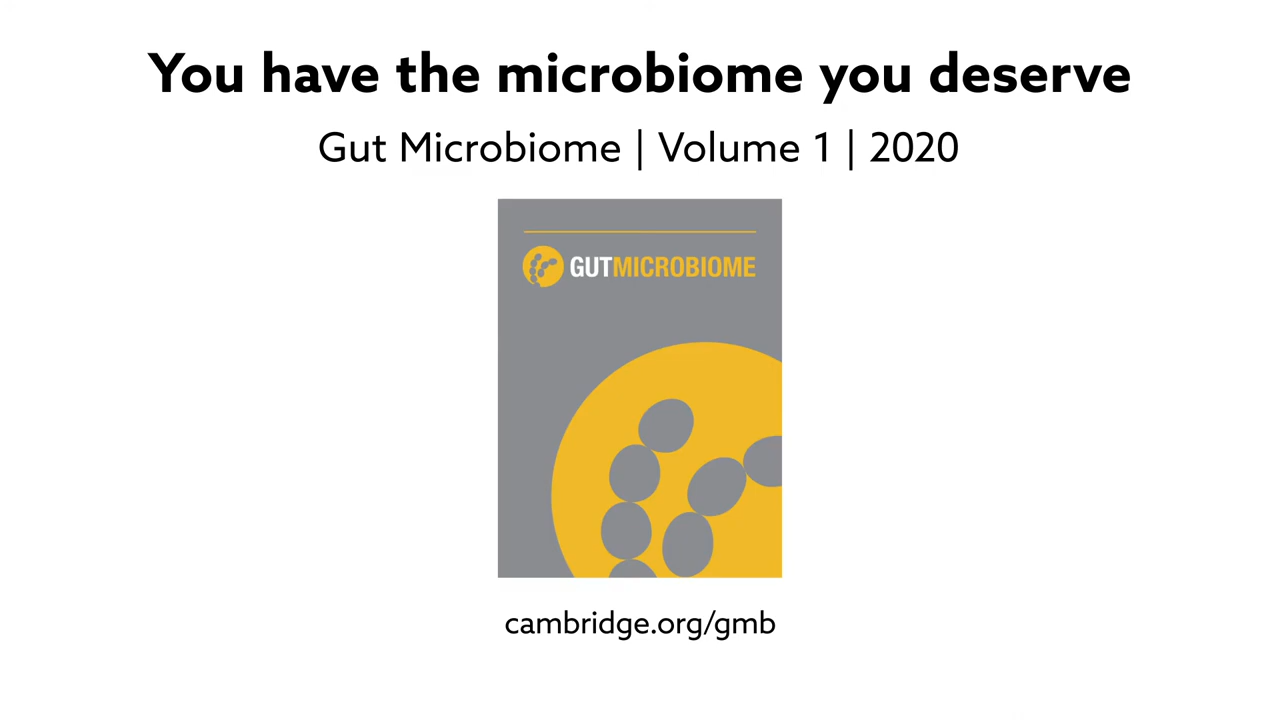 You have the microbiome you deserve
Gut Microbiome | Volume 1 | 2020
GUTMICROBIOME
cambridge.org/gmb